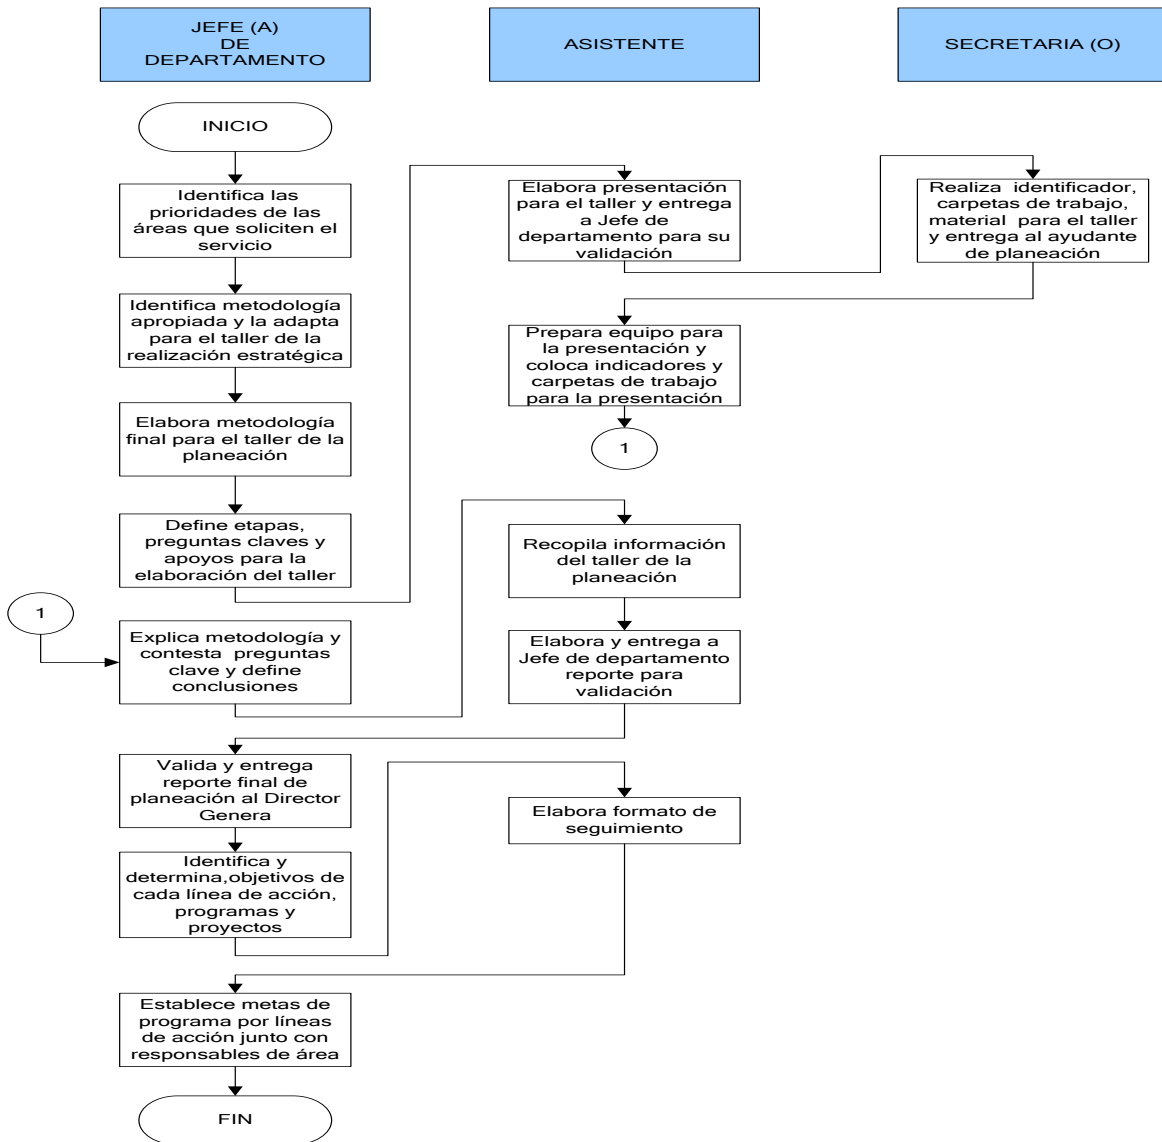 JEFE (A)
DE
DEPARTAMENTO
ASISTENTE
SECRETARIA (O)
INICIO
Identifica las
prioridades de las
áreas que soliciten el
servicio
Identifica metodología
apropiada y la adapta
para el taller de la
realización estratégica
Elabora metodología
final para el taller de la
planeación
Define etapas,
preguntas claves y
apoyos para la
elaboración del taller
Elabora presentación
para el taller y entrega
a Jefe de
departamento para su
validación
Realiza identificador,
carpetas de trabajo,
material para el taller
y entrega al ayudante
de planeación
Prepara equipo para
la presentación y
coloca indicadores y
carpetas de trabajo
para la presentación
1
1
Explica metodología y
contesta preguntas
clave y define
conclusiones
Recopila información
del taller de la
planeación
Elabora y entrega a
Jefe de departamento
reporte para
validación
Valida y entrega
reporte final de
planeación al Director
Genera
Identifica y
determina,objetivos de
cada línea de acción,
programas y
proyectos
Elabora formato de
seguimiento
Establece metas de
programa por líneas
de acción junto con
responsables de área
FIN